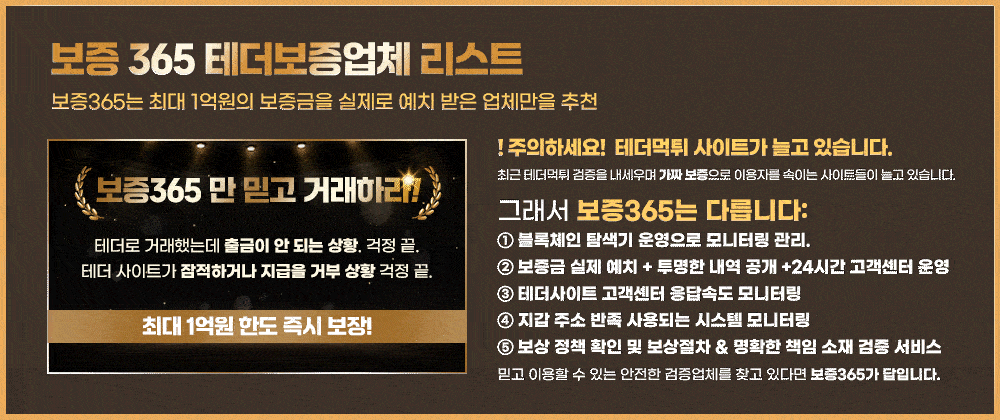 보증 365 테더보증업체 리스트
보증365는 최대 1억원의 보증금을 실제로 예치 받은 업체만을 추천
보증365 만 믿고 거래하라!
테더로 거래했는데 출금이 안 되는 상황. 걱정 끝.
테더 사이트가 잠적하거나 지급을 거부 상황 걱정 끝.
최대 1억원 한도 즉시 보장!
! 주의하세요! 테더먹튀 사이트가 늘고 있습니다.
최근 테더먹튀 검증을 내세우며 가짜 보증으로 이용자를 속이는 사이트들이 늘고 있습니다.
그래서 보증365는 다릅니다:
① 블록체인 탐색기 운영으로 모니터링 관리.
② 보증금 실제 예치 + 투명한 내역 공개 +24시간 고객센터 운영
③ 테더사이트 고객센터 응답속도 모니터링
④ 지갑 주소 반족 사용되는 시스템 모니터링
⑤ 보상 정책 확인 및 보상절차 & 명확한 책임 소재 검증 서비스
믿고 이용할 수 있는 안전한 검증업체를 찾고 있다면 보증365가 답입니다.